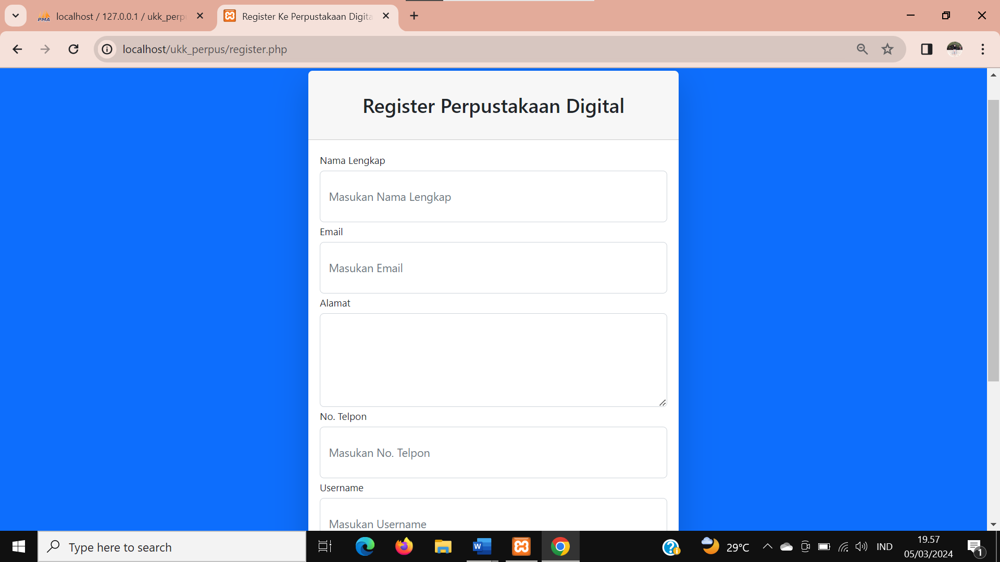 localhost / 127.0.0.1 / ukk_perp
Register Ke Perpustakaan Digita
localhost/ukk_perpus/register.php
Register Perpustakaan Digital
Nama Lengkap
Masukan Nama Lengkap
Email
Masukan Email
Alamat
No. Telpon
Masukan No. Telpon
Username
Masukan Username
Type here to search
29°C
IND
19.57
05/03/2024
1